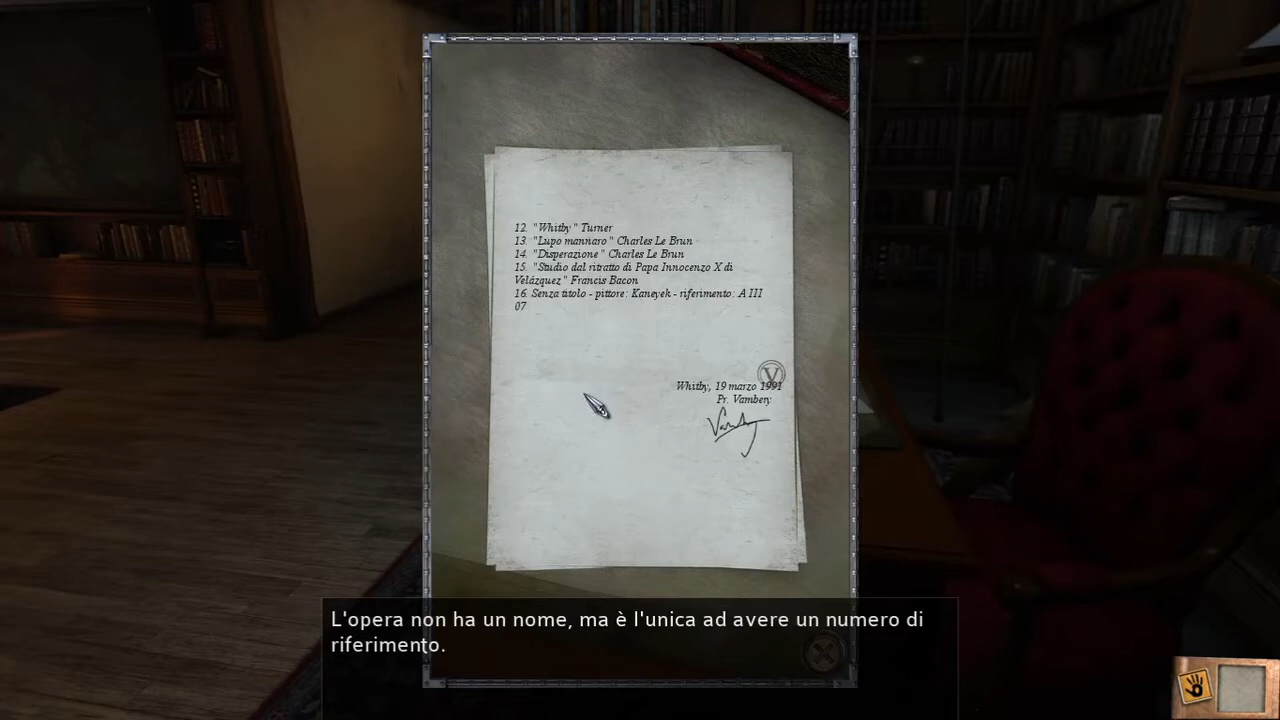 12. "Whitby" Turner
13. "Lupo mannaro" Charles Le Brun
14. "Disperazione" Charles Le Brun
15. "Studio dal ritratto di Papa Innocenzo X di
Velázquez" Francis Bacon
16. Senza titolo - pittore: Kaneyek - riferimento: A III
07
V
Whitby, 19 marzo 1991
Pr. Vambery
L'opera non ha un nome, ma è l'unica ad avere un numero di
riferimento.